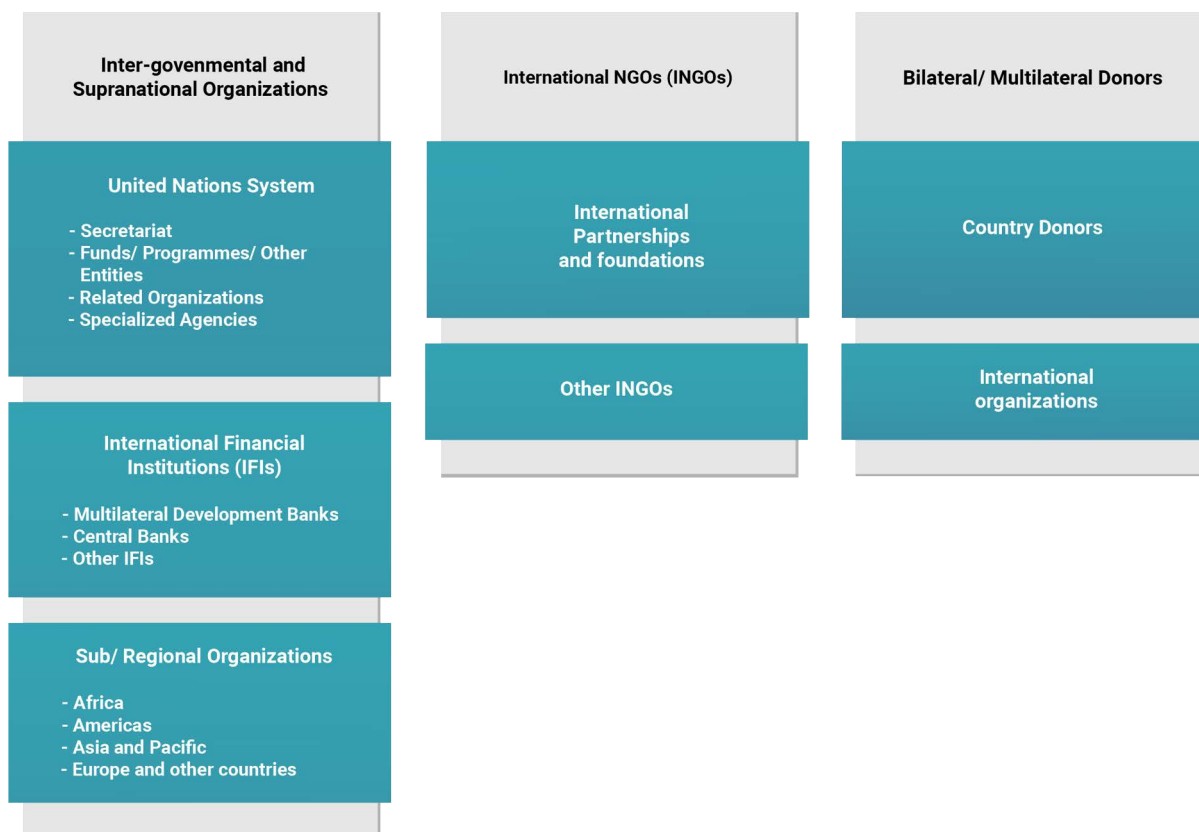 Inter-govenmental and
Supranational Organizations
United Nations System
- Secretariat
- Funds/ Programmes/ Other
Entities
- Related Organizations
- Specialized Agencies
International Financial
Institutions (IFIs)
- Multilateral Development Banks
- Central Banks
- Other IFIs
Sub/ Regional Organizations
- Africa
- Americas
- Asia and Pacific
- Europe and other countries
International NGOs (INGOs)
International
Partnerships
and foundations
Other INGOs
Bilateral/ Multilateral Donors
Country Donors
International
organizations